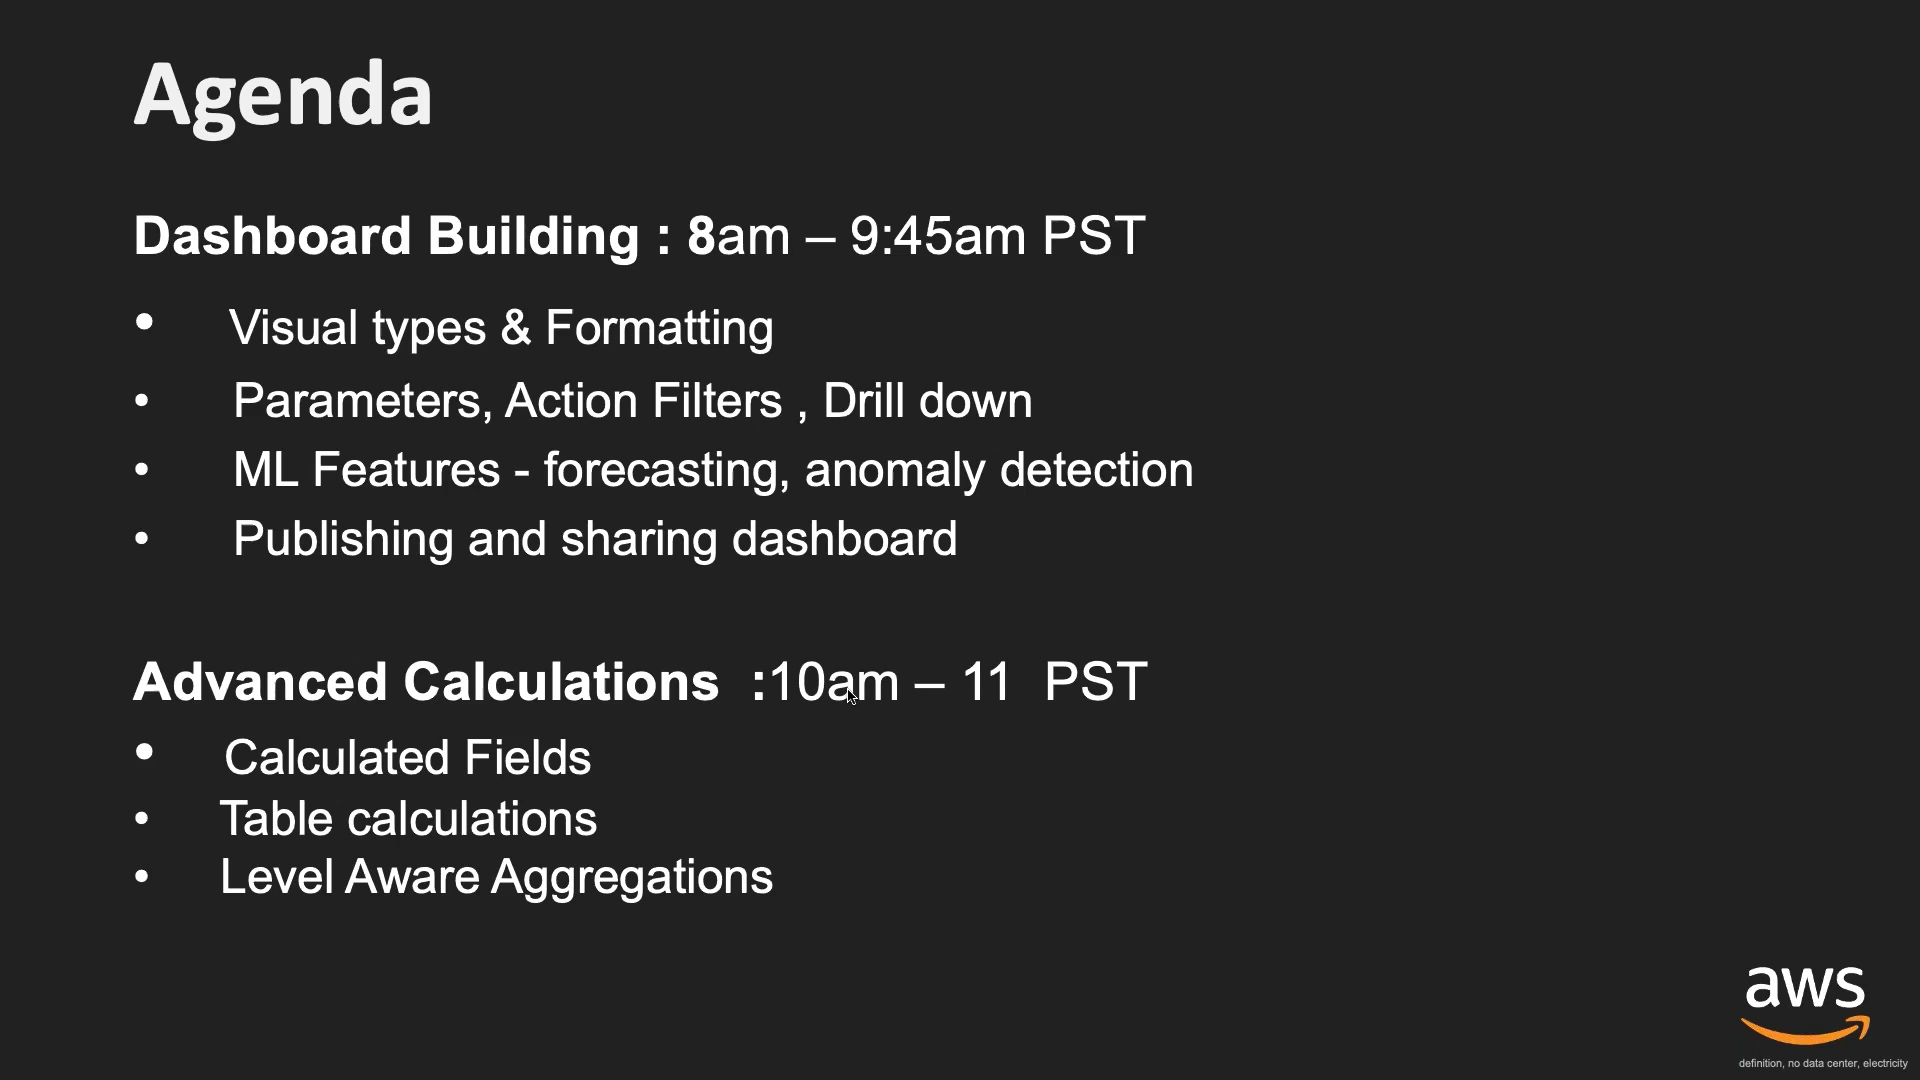 Agenda
Dashboard Building : 8am – 9:45am PST
• Visual types & Formatting
• Parameters, Action Filters , Drill down
• ML Features - forecasting, anomaly detection
• Publishing and sharing dashboard
Advanced Calculations :10am – 11 PST
• Calculated Fields
• Table calculations
• Level Aware Aggregations
aws
definition, no data center, electricity